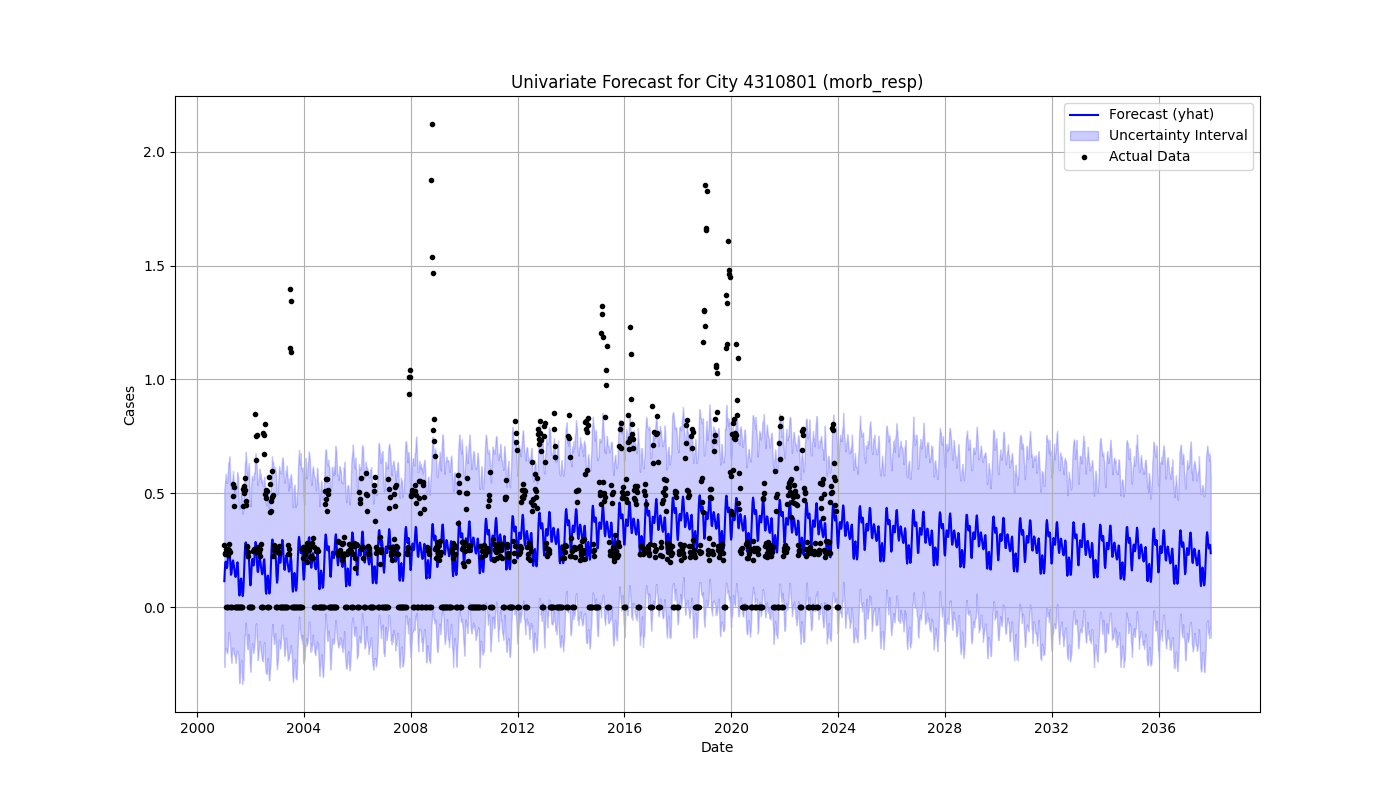 Univariate Forecast for City 4310801 (morb_resp)
Forecast (yhat)
Uncertainty Interval
Actual Data
2.0
1.5
1.0
0.5
0.0
Cases
2000 2004 2008 2012 2016 2020 2024 2028 2032 2036
Date